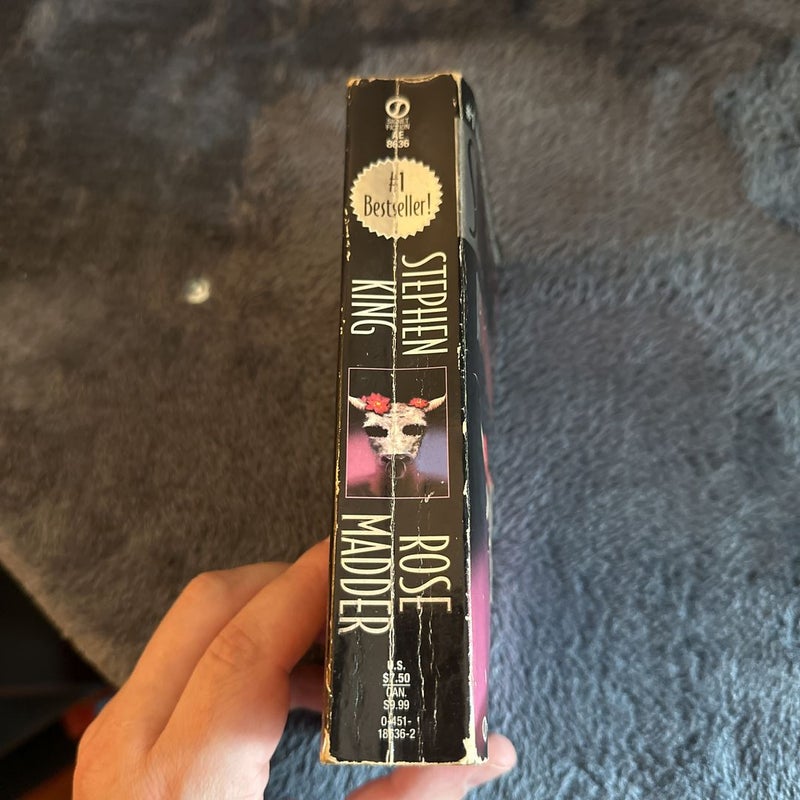 SIGNET
FICTION
AE
8636
#1
Bestseller!
STEPHEN
KING
ROSE
MADDER
U.S.
$7.50
CAN.
$9.99
0-451-
18636-2